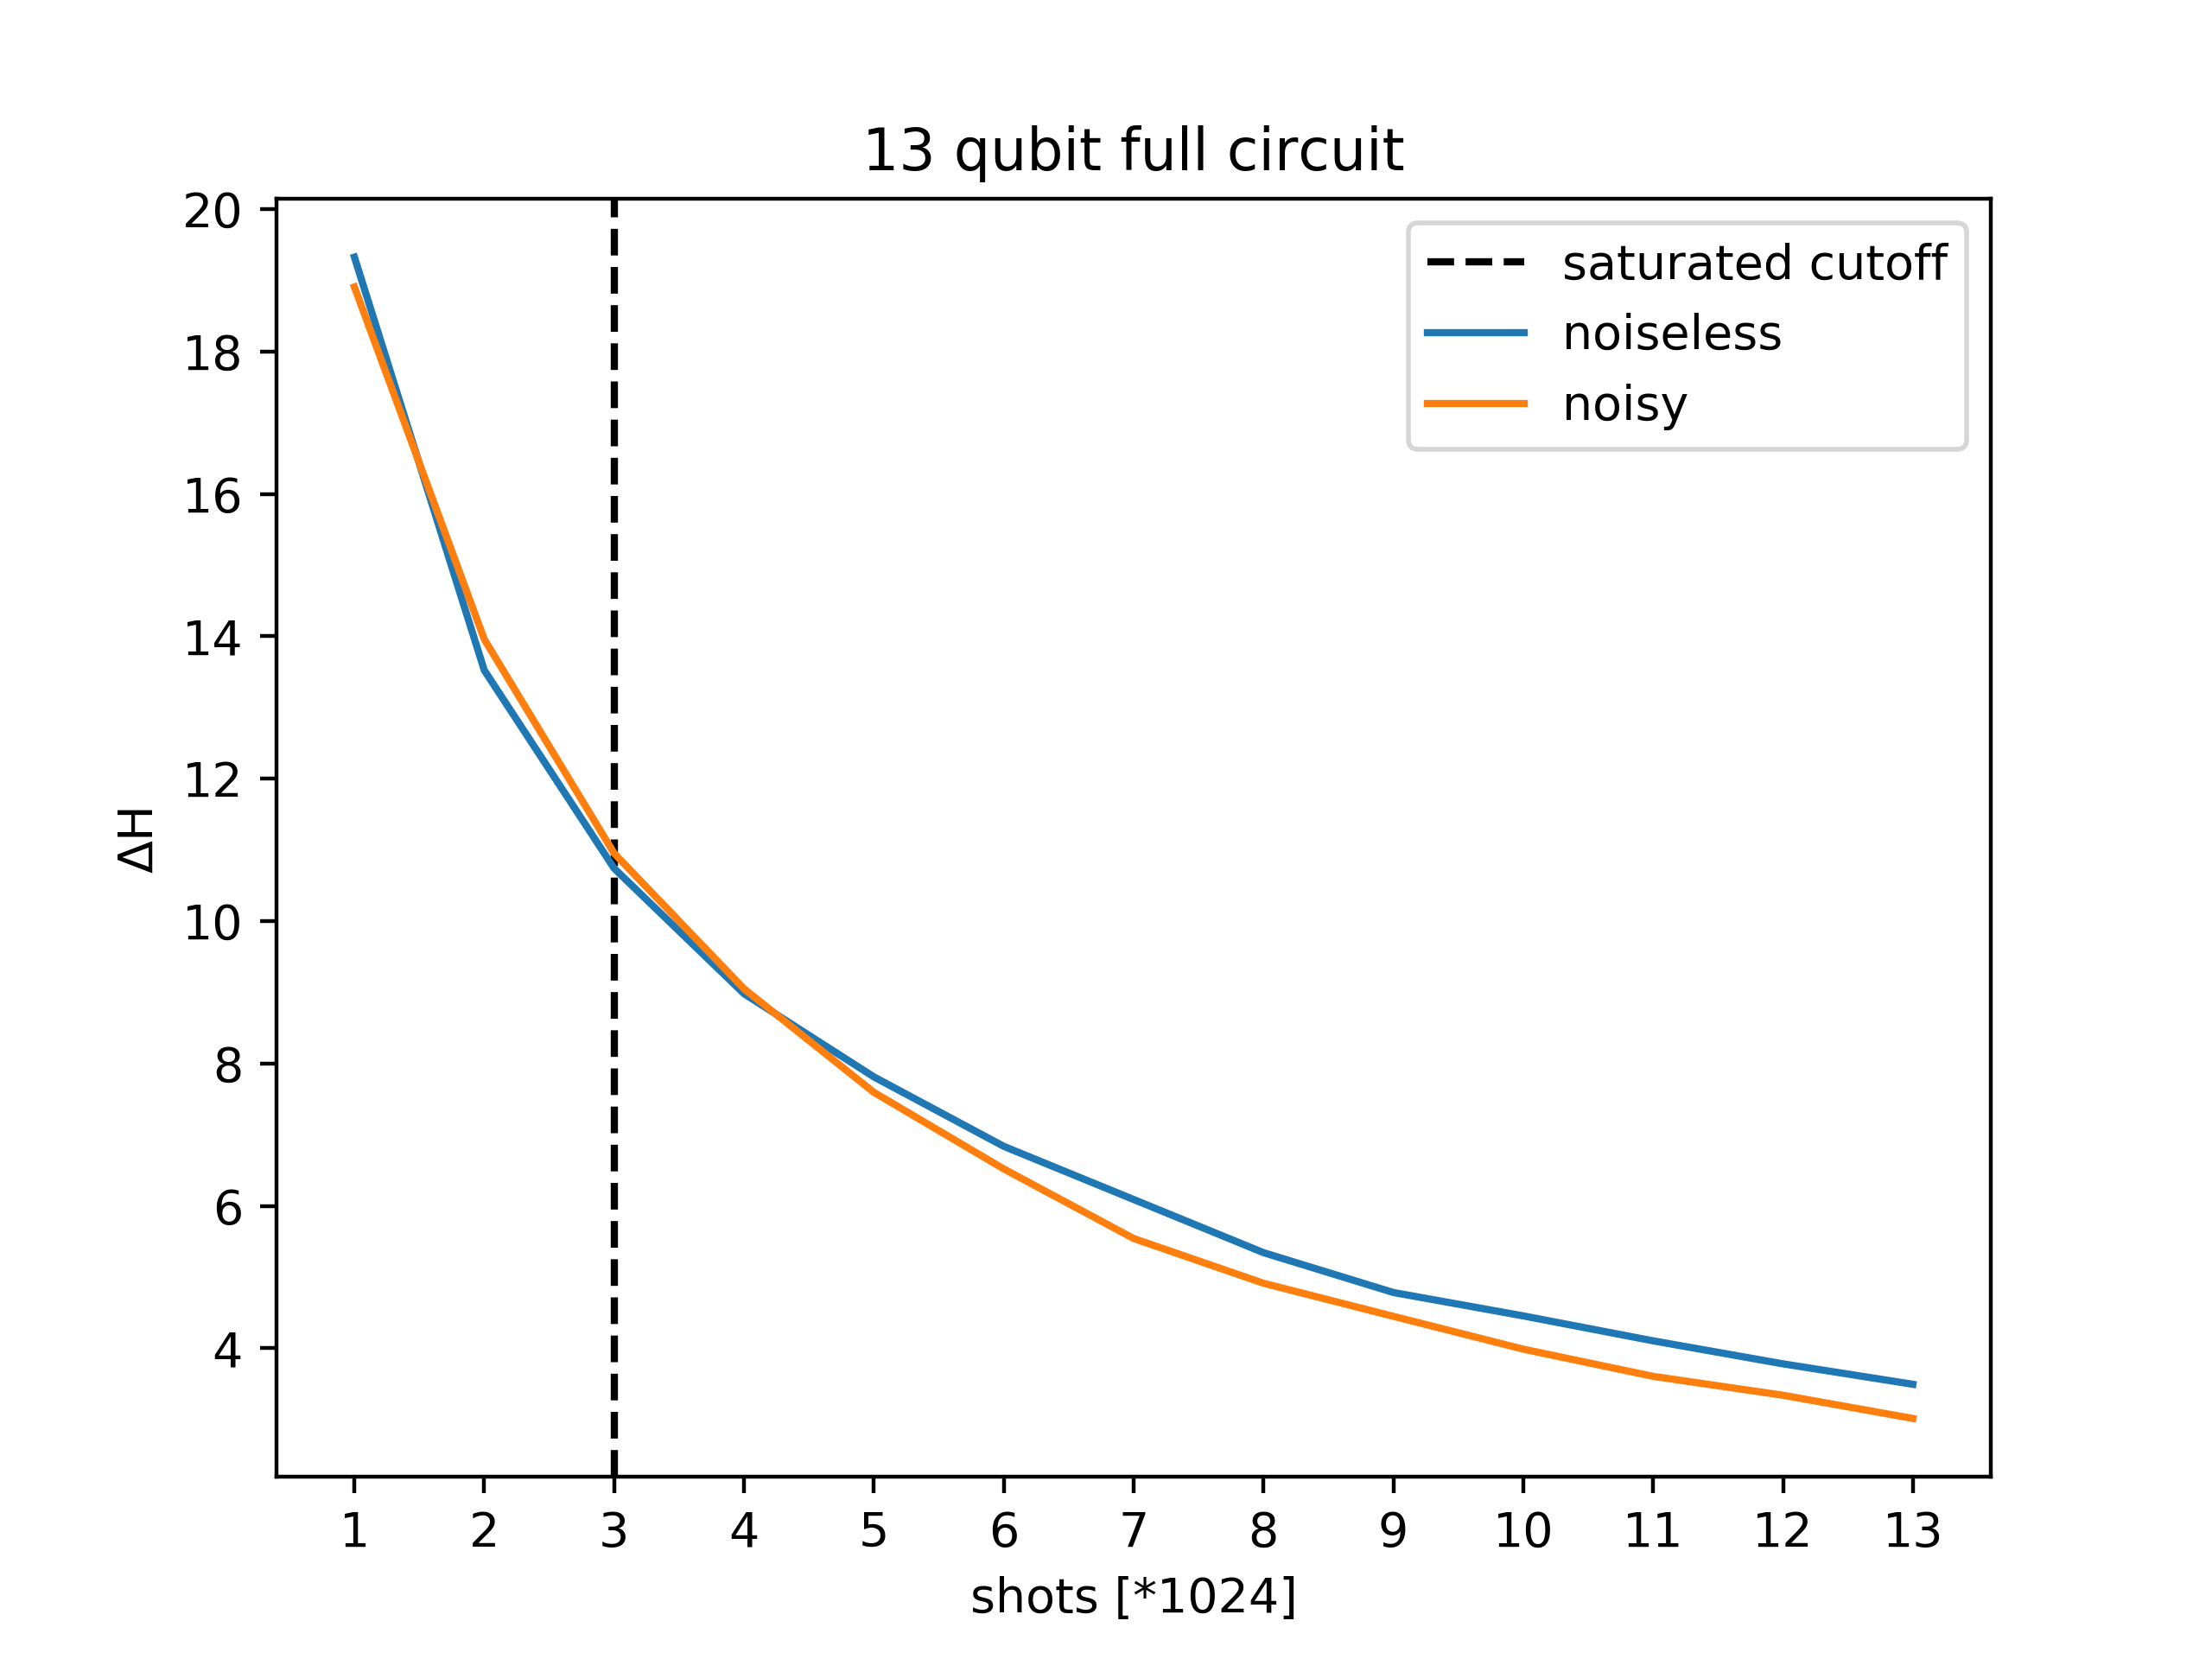 13 qubit full circuit
saturated cutoff
noiseless
noisy
ΔH
20
18
16
14
12
10
8
6
4
1 2 3 4 5 6 7 8 9 10 11 12 13
shots [*1024]